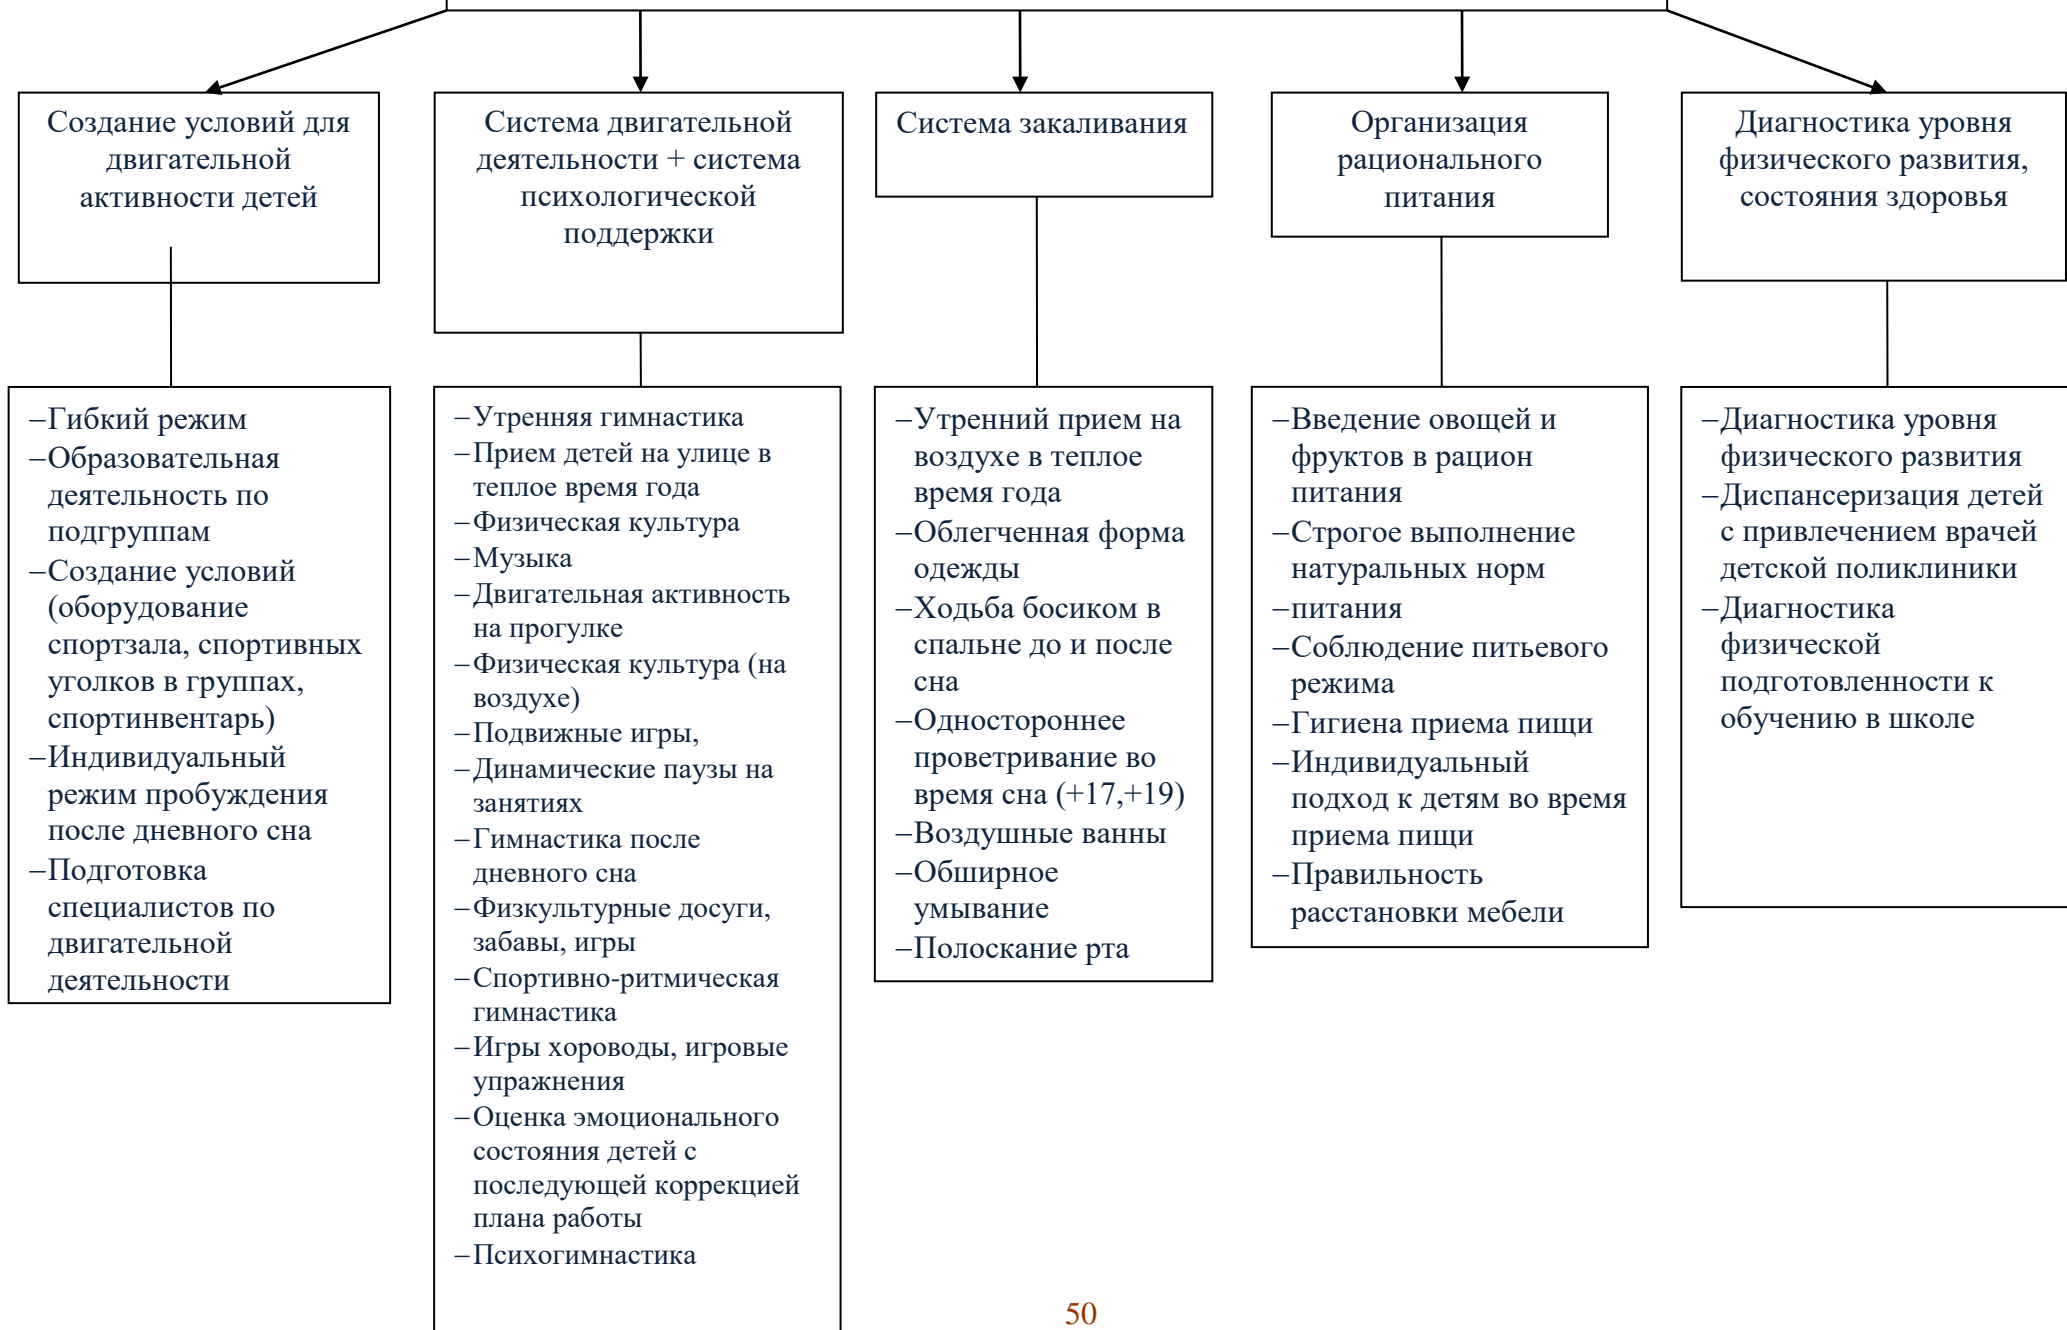 Создание условий для
двигательной
активности детей
Система двигательной
деятельности + система
психологической
поддержки
Система закаливания
Организация
рационального
питания
Диагностика уровня
физического развития,
состояния здоровья
−Гибкий режим
−Образовательная
деятельность по
подгруппам
−Создание условий
(оборудование
спортзала, спортивных
уголков в группах,
спортинвентарь)
−Индивидуальный
режим пробуждения
после дневного сна
−Подготовка
специалистов по
двигательной
деятельности
−Утренняя гимнастика
−Прием детей на улице в
теплое время года
−Физическая культура
−Музыка
−Двигательная активность
на прогулке
−Физическая культура (на
воздухе)
−Подвижные игры,
−Динамические паузы на
занятиях
−Гимнастика после
дневного сна
−Физкультурные досуги,
забавы, игры
−Спортивно-ритмическая
гимнастика
−Игры хороводы, игровые
упражнения
−Оценка эмоционального
состояния детей с
последующей коррекцией
плана работы
−Психогимнастика
−Утренний прием на
воздухе в теплое
время года
−Облегченная форма
одежды
−Ходьба босиком в
спальне до и после
сна
−Одностороннее
проветривание во
время сна (+17,+19)
−Воздушные ванны
−Обширное
умывание
−Полоскание рта
−Введение овощей и
фруктов в рацион
питания
−Строгое выполнение
натуральных норм
−питания
−Соблюдение питьевого
режима
−Гигиена приема пищи
−Индивидуальный
подход к детям во время
приема пищи
−Правильность
расстановки мебели
−Диагностика уровня
физического развития
−Диспансеризация детей
с привлечением врачей
детской поликлиники
−Диагностика
физической
подготовленности к
обучению в школе
50